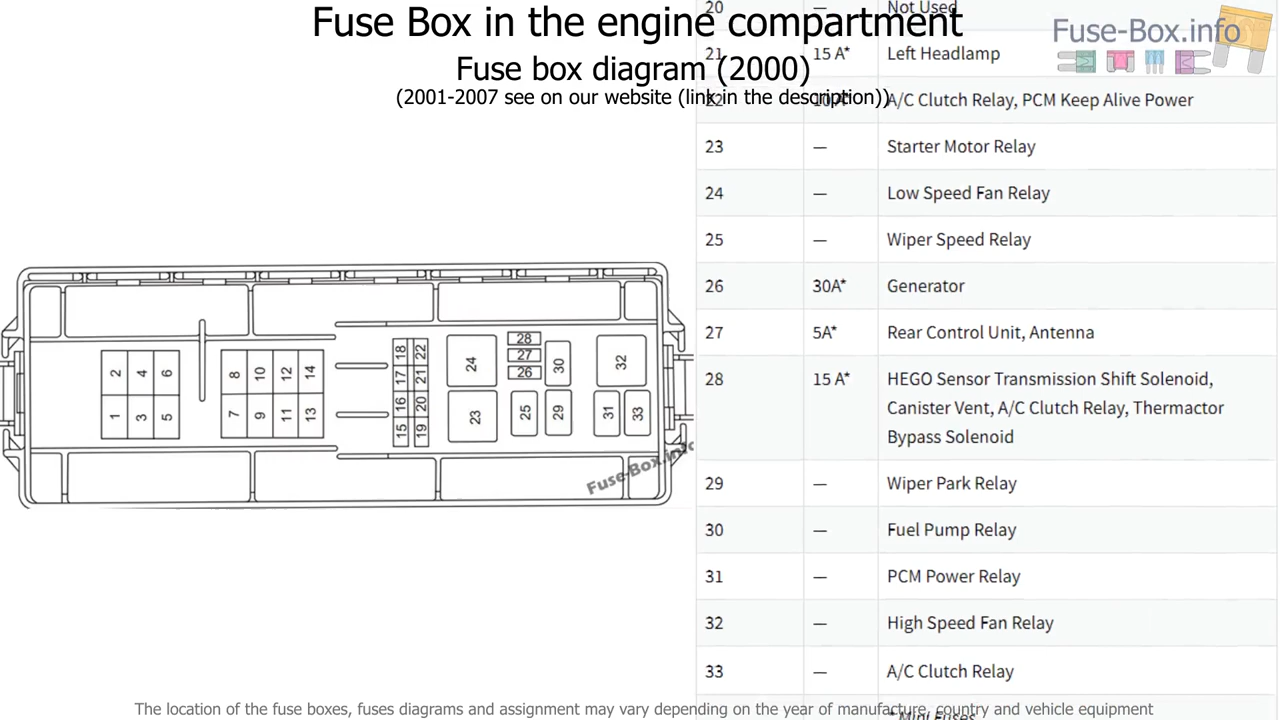 Fuse Box in the engine compartment
Fuse box diagram (2000)
(2001-2007 see on our website (link in the description))
Fuse-Box.info
20 — Not Used
21 15 A* Left Headlamp
22 10 A* A/C Clutch Relay, PCM Keep Alive Power
23 — Starter Motor Relay
24 — Low Speed Fan Relay
25 — Wiper Speed Relay
26 30A* Generator
27 5A* Rear Control Unit, Antenna
28 15 A* HEGO Sensor Transmission Shift Solenoid,
Canister Vent, A/C Clutch Relay, Thermactor
Bypass Solenoid
29 — Wiper Park Relay
30 — Fuel Pump Relay
31 — PCM Power Relay
32 — High Speed Fan Relay
33 — A/C Clutch Relay
* Mini Fuses
2 4 6
1 3 5
8 10 12 14
7 9 11 13
18 22
17 21
16 20
15 19
24
23
28
27
26
25
30
29
32
31
33
Fuse-Box.info
The location of the fuse boxes, fuses diagrams and assignment may vary depending on the year of manufacture, country and vehicle equipment